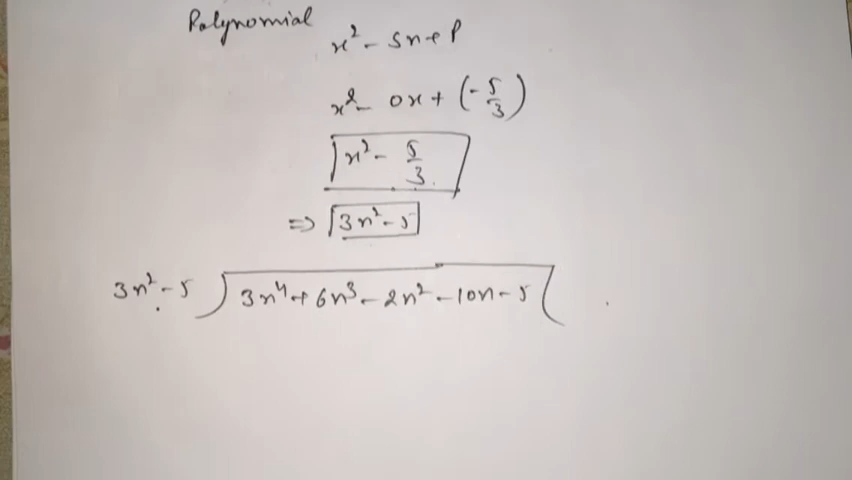 Polynomial
x² - Sx + P
x² - 0x + (-5/3)
x² - 5/3
⇒ 3x² - 5
3x² - 5 ) 3x⁴ + 6x³ - 2x² - 10x - 5 (